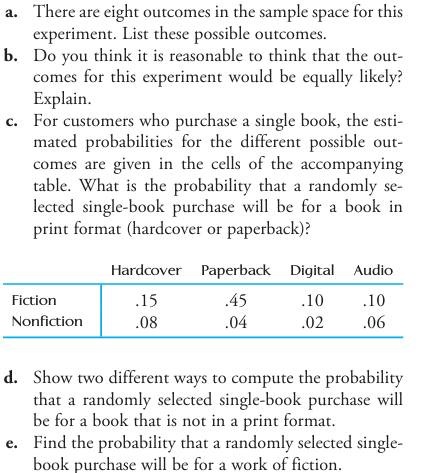 a. There are eight outcomes in the sample space for this
experiment. List these possible outcomes.
b. Do you think it is reasonable to think that the out-
comes for this experiment would be equally likely?
Explain.
c. For customers who purchase a single book, the esti-
mated probabilities for the different possible out-
comes are given in the cells of the accompanying
table. What is the probability that a randomly se-
lected single-book purchase will be for a book in
print format (hardcover or paperback)?
Hardcover Paperback Digital Audio
Fiction .15 .45 .10 .10
Nonfiction .08 .04 .02 .06
d. Show two different ways to compute the probability
that a randomly selected single-book purchase will
be for a book that is not in a print format.
e. Find the probability that a randomly selected single-
book purchase will be for a work of fiction.